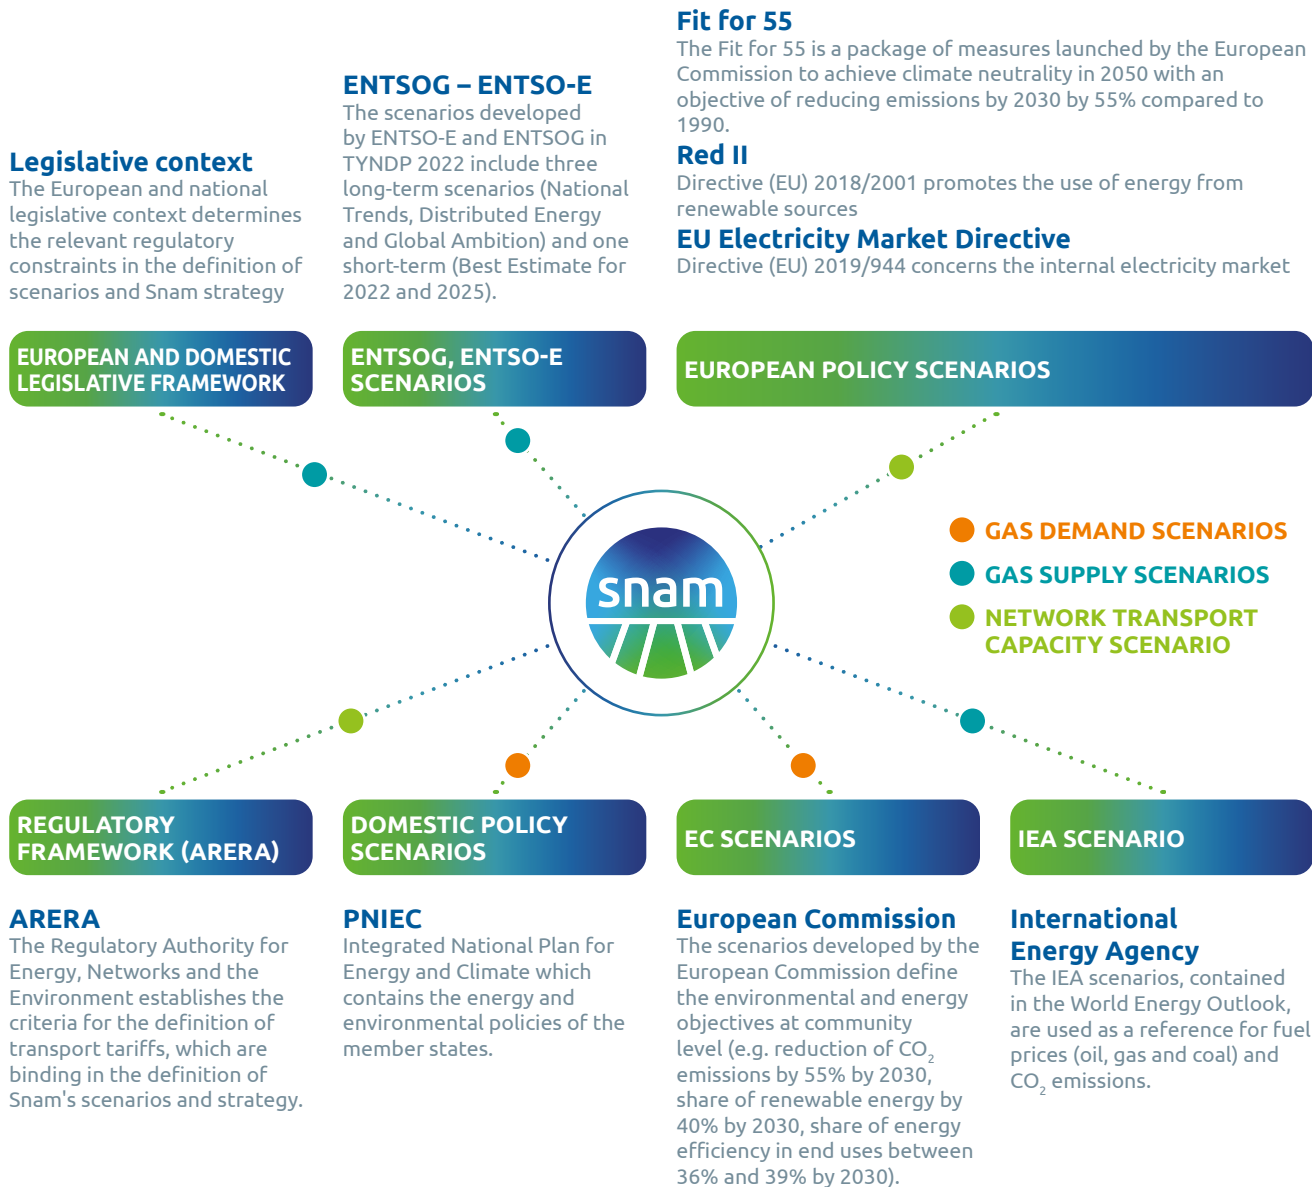 Legislative context
The European and national
legislative context determines
the relevant regulatory
constraints in the definition of
scenarios and Snam strategy
ENTSOG – ENTSO-E
The scenarios developed
by ENTSO-E and ENTSOG in
TYNDP 2022 include three
long-term scenarios (National
Trends, Distributed Energy
and Global Ambition) and one
short-term (Best Estimate for
2022 and 2025).
Fit for 55
The Fit for 55 is a package of measures launched by the European
Commission to achieve climate neutrality in 2050 with an
objective of reducing emissions by 2030 by 55% compared to
1990.
Red II
Directive (EU) 2018/2001 promotes the use of energy from
renewable sources
EU Electricity Market Directive
Directive (EU) 2019/944 concerns the internal electricity market
EUROPEAN AND DOMESTIC
LEGISLATIVE FRAMEWORK
ENTSOG, ENTSO-E
SCENARIOS
EUROPEAN POLICY SCENARIOS
snam
GAS DEMAND SCENARIOS
GAS SUPPLY SCENARIOS
NETWORK TRANSPORT
CAPACITY SCENARIO
REGULATORY
FRAMEWORK (ARERA)
DOMESTIC POLICY
SCENARIOS
EC SCENARIOS
IEA SCENARIO
ARERA
The Regulatory Authority for
Energy, Networks and the
Environment establishes the
criteria for the definition of
transport tariffs, which are
binding in the definition of
Snam's scenarios and strategy.
PNIEC
Integrated National Plan for
Energy and Climate which
contains the energy and
environmental policies of the
member states.
European Commission
The scenarios developed by the
European Commission define
the environmental and energy
objectives at community
level (e.g. reduction of CO₂
emissions by 55% by 2030,
share of renewable energy by
40% by 2030, share of energy
efficiency in end uses between
36% and 39% by 2030).
International
Energy Agency
The IEA scenarios, contained
in the World Energy Outlook,
are used as a reference for fuel
prices (oil, gas and coal) and
CO₂ emissions.